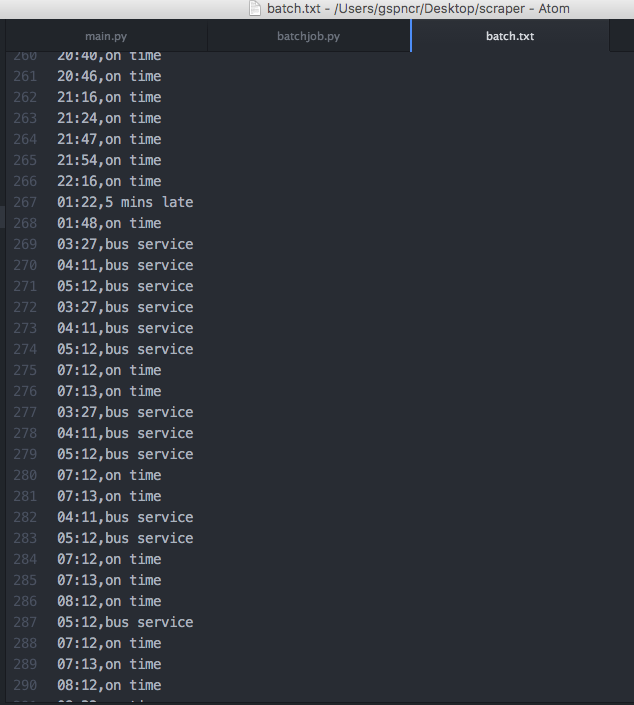 batch.txt - /Users/gspncr/Desktop/scraper - Atom
main.py batchjob.py batch.txt
260 20:40,on time
261 20:46,on time
262 21:16,on time
263 21:24,on time
264 21:47,on time
265 21:54,on time
266 22:16,on time
267 01:22,5 mins late
268 01:48,on time
269 03:27,bus service
270 04:11,bus service
271 05:12,bus service
272 03:27,bus service
273 04:11,bus service
274 05:12,bus service
275 07:12,on time
276 07:13,on time
277 03:27,bus service
278 04:11,bus service
279 05:12,bus service
280 07:12,on time
281 07:13,on time
282 04:11,bus service
283 05:12,bus service
284 07:12,on time
285 07:13,on time
286 08:12,on time
287 05:12,bus service
288 07:12,on time
289 07:13,on time
290 08:12,on time